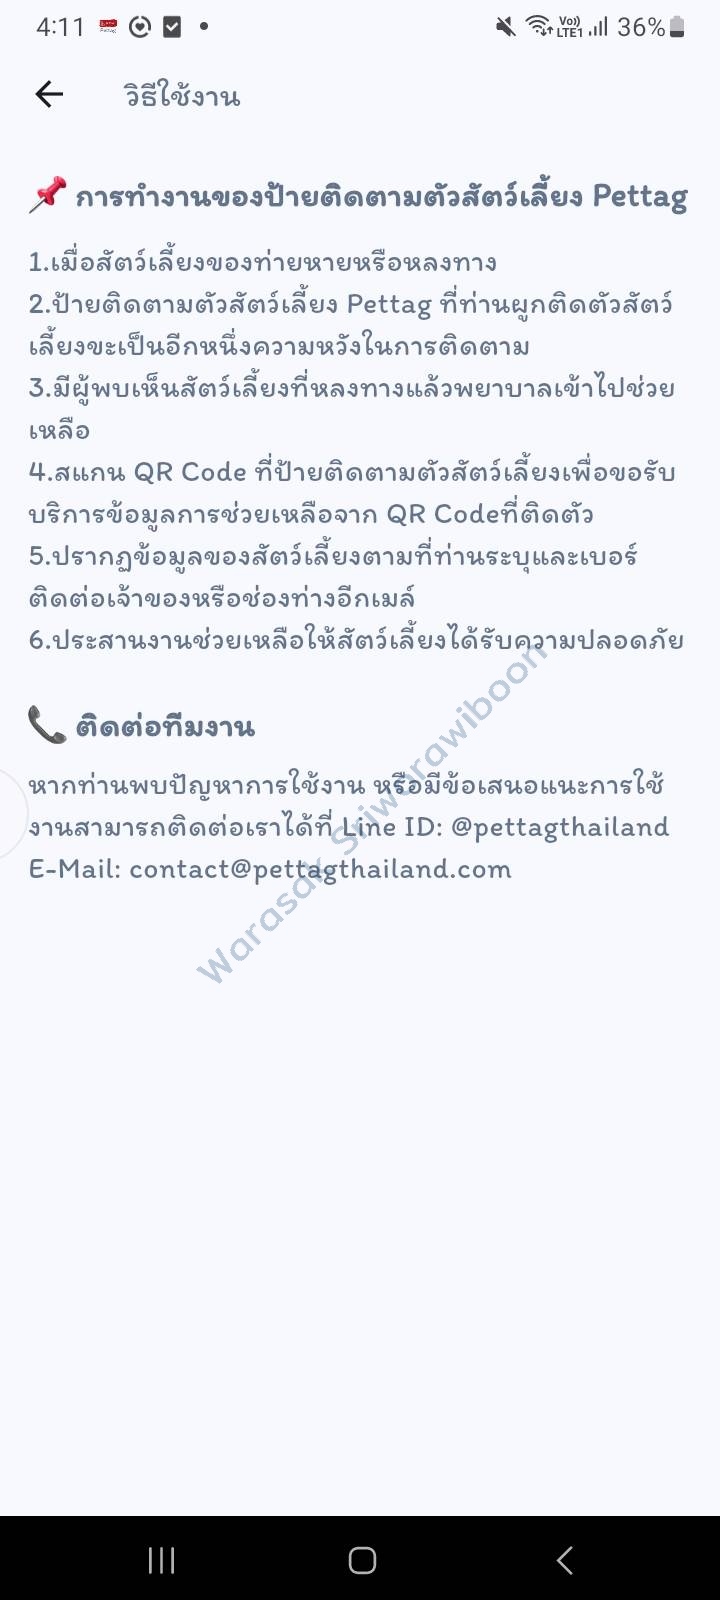 4:11
Vo))
LTE1
36%
วิธีใช้งาน
📌 การทำงานของป้ายติดตามตัวสัตว์เลี้ยง Pettag
1.เมื่อสัตว์เลี้ยงของท่ายหายหรือหลงทาง
2.ป้ายติดตามตัวสัตว์เลี้ยง Pettag ที่ท่านผูกติดตัวสัตว์
เลี้ยงขะเป็นอีกหนึ่งความหวังในการติดตาม
3.มีผู้พบเห็นสัตว์เลี้ยงที่หลงทางแล้วพยาบาลเข้าไปช่วย
เหลือ
4.สแกน QR Code ที่ป้ายติดตามตัวสัตว์เลี้ยงเพื่อขอรับ
บริการข้อมูลการช่วยเหลือจาก QR Codeที่ติดตัว
5.ปรากฏข้อมูลของสัตว์เลี้ยงตามที่ท่านระบุและเบอร์
ติดต่อเจ้าของหรือช่องท่างอีกเมล์
6.ประสานงานช่วยเหลือให้สัตว์เลี้ยงได้รับความปลอดภัย
📞 ติดต่อทีมงาน
หากท่านพบปัญหาการใช้งาน หรือมีข้อเสนอแนะการใช้
งานสามารถติดต่อเราได้ที่ Line ID: @pettagthailand
E-Mail: contact@pettagthailand.com
Warasak Sriworawiboon